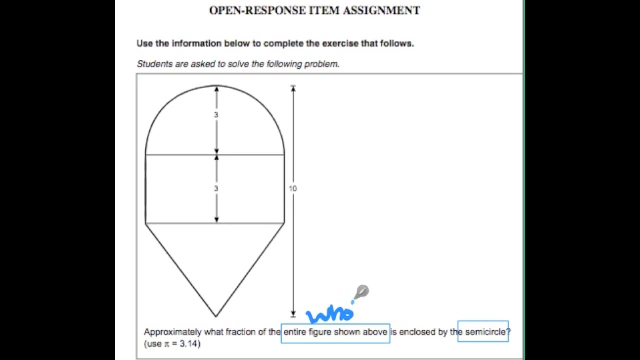 OPEN-RESPONSE ITEM ASSIGNMENT
Use the information below to complete the exercise that follows.
Students are asked to solve the following problem.
3
3
10
who
Approximately what fraction of the entire figure shown above is enclosed by the semicircle?
(use π = 3.14)